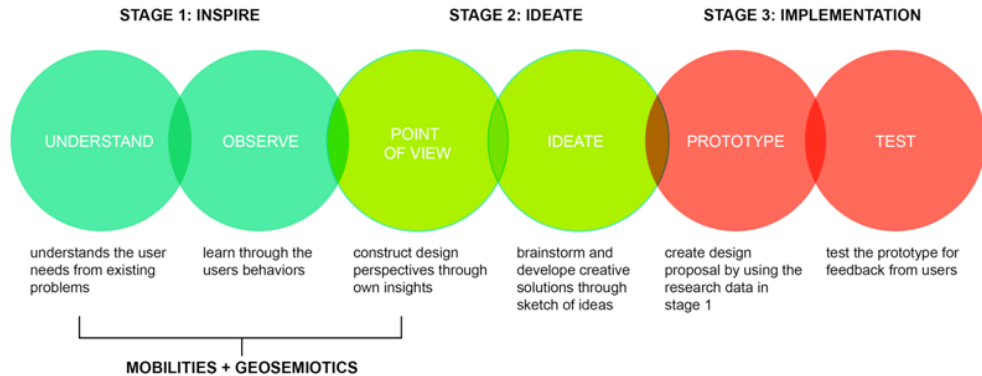 STAGE 1: INSPIRE
STAGE 2: IDEATE
STAGE 3: IMPLEMENTATION
UNDERSTAND
OBSERVE
POINT
OF VIEW
IDEATE
PROTOTYPE
TEST
understands the user
needs from existing
problems
learn through the
users behaviors
construct design
perspectives through
own insights
brainstorm and
develope creative
solutions through
sketch of ideas
create design
proposal by using the
research data in
stage 1
test the prototype for
feedback from users
MOBILITIES + GEOSEMIOTICS